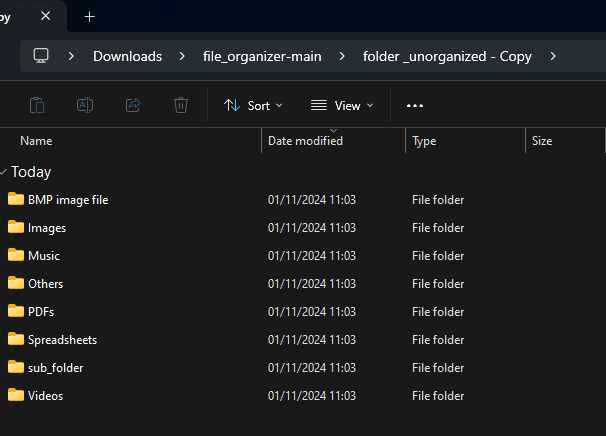 py
Downloads file_organizer-main folder _unorganized - Copy
Sort View
Name Date modified Type Size
Today
BMP image file 01/11/2024 11:03 File folder
Images 01/11/2024 11:03 File folder
Music 01/11/2024 11:03 File folder
Others 01/11/2024 11:03 File folder
PDFs 01/11/2024 11:03 File folder
Spreadsheets 01/11/2024 11:03 File folder
sub_folder 01/11/2024 11:03 File folder
Videos 01/11/2024 11:03 File folder